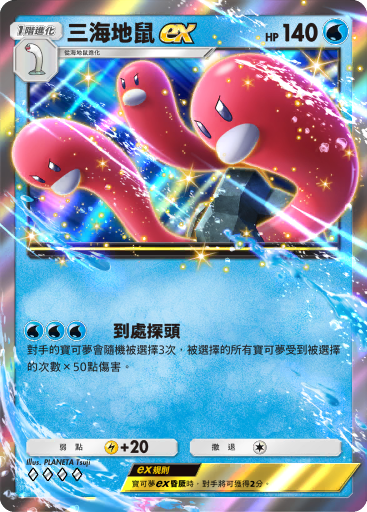 1階進化
三海地鼠ex HP 140
從海地鼠進化
到處探頭
對手的寶可夢會隨機被選擇3次,被選擇的所有寶可夢受到被選擇
的次數×50點傷害。
弱點 +20 撤退
Illus. PLANETA Tsuji
ex規則
寶可夢ex昏厥時,對手將可獲得2分。